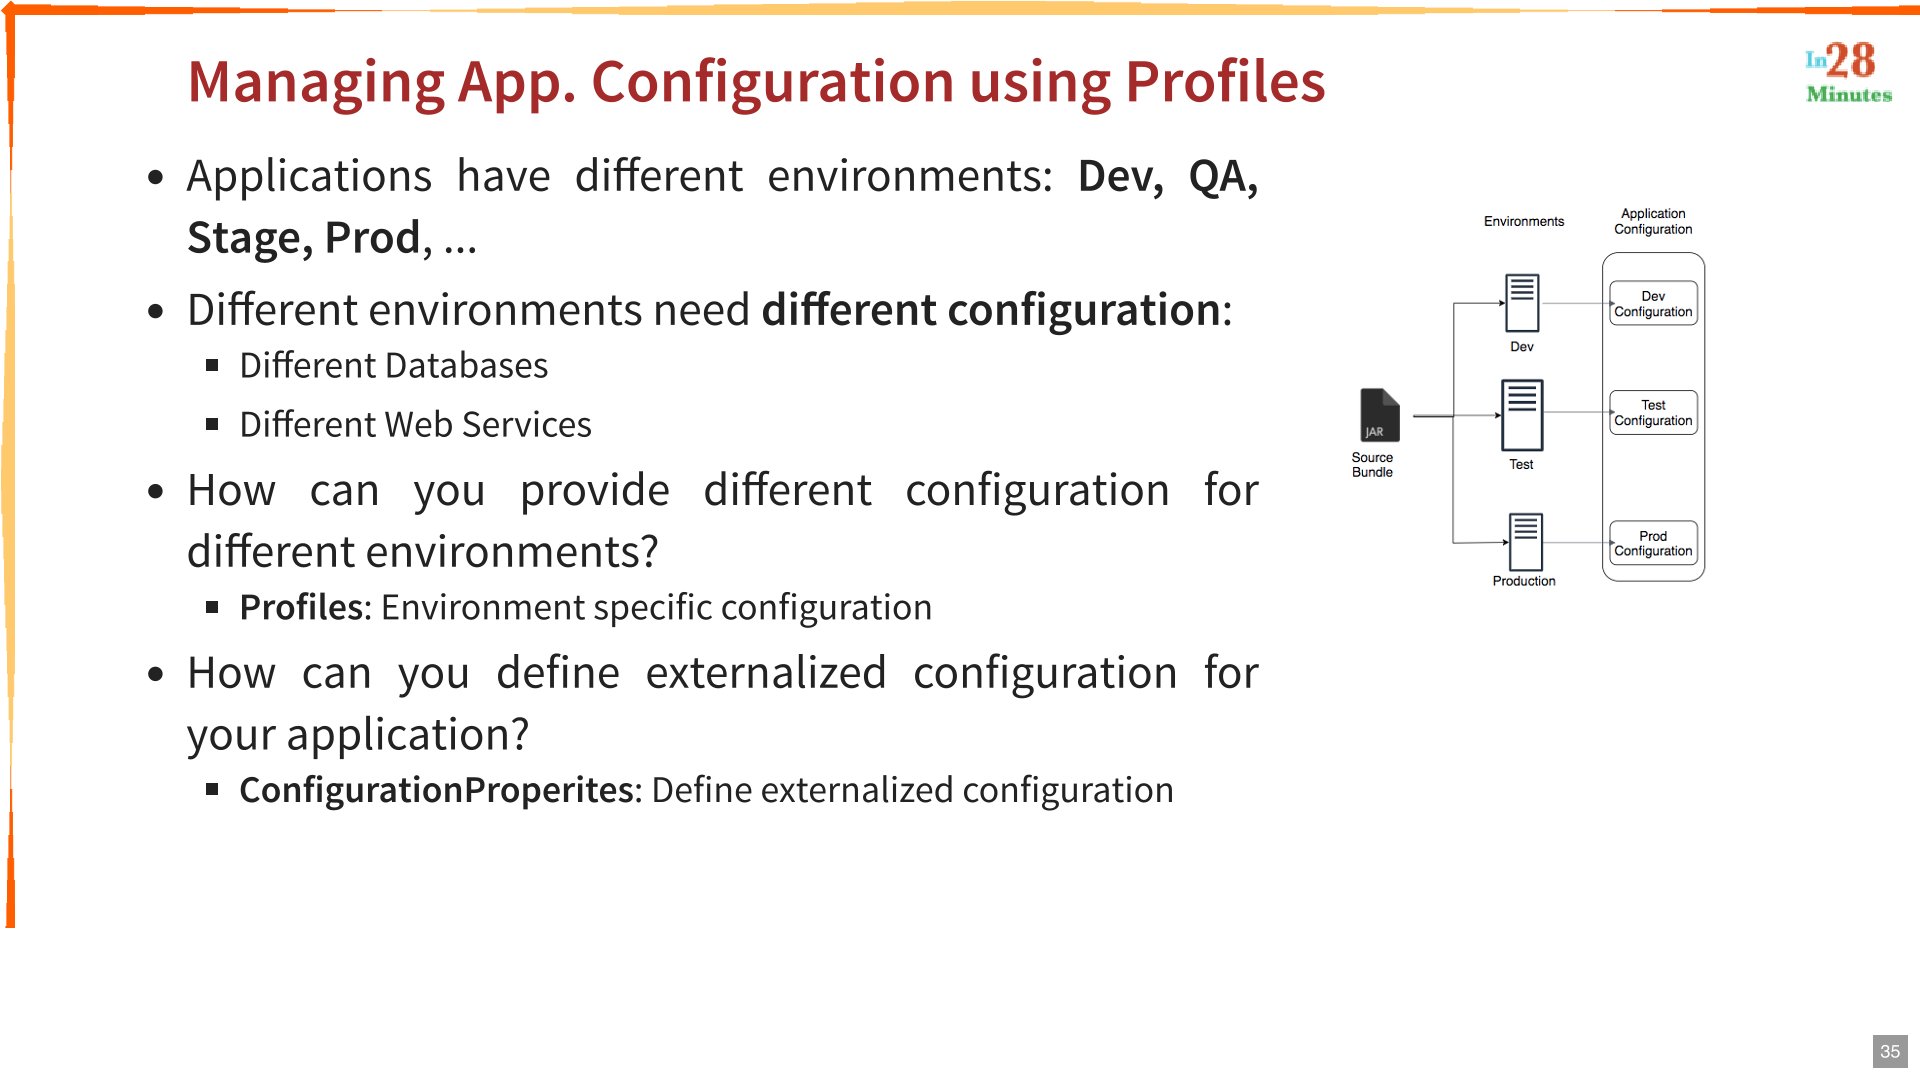 Managing App. Configuration using Profiles
In28
Minutes
• Applications have different environments: Dev, QA,
Stage, Prod, ...
• Different environments need different configuration:
▪ Different Databases
▪ Different Web Services
• How can you provide different configuration for
different environments?
▪ Profiles: Environment specific configuration
• How can you define externalized configuration for
your application?
▪ ConfigurationProperites: Define externalized configuration
Environments
Application
Configuration
Dev
Configuration
Dev
Test
Configuration
JAR
Source
Bundle
Test
Prod
Configuration
Production
35